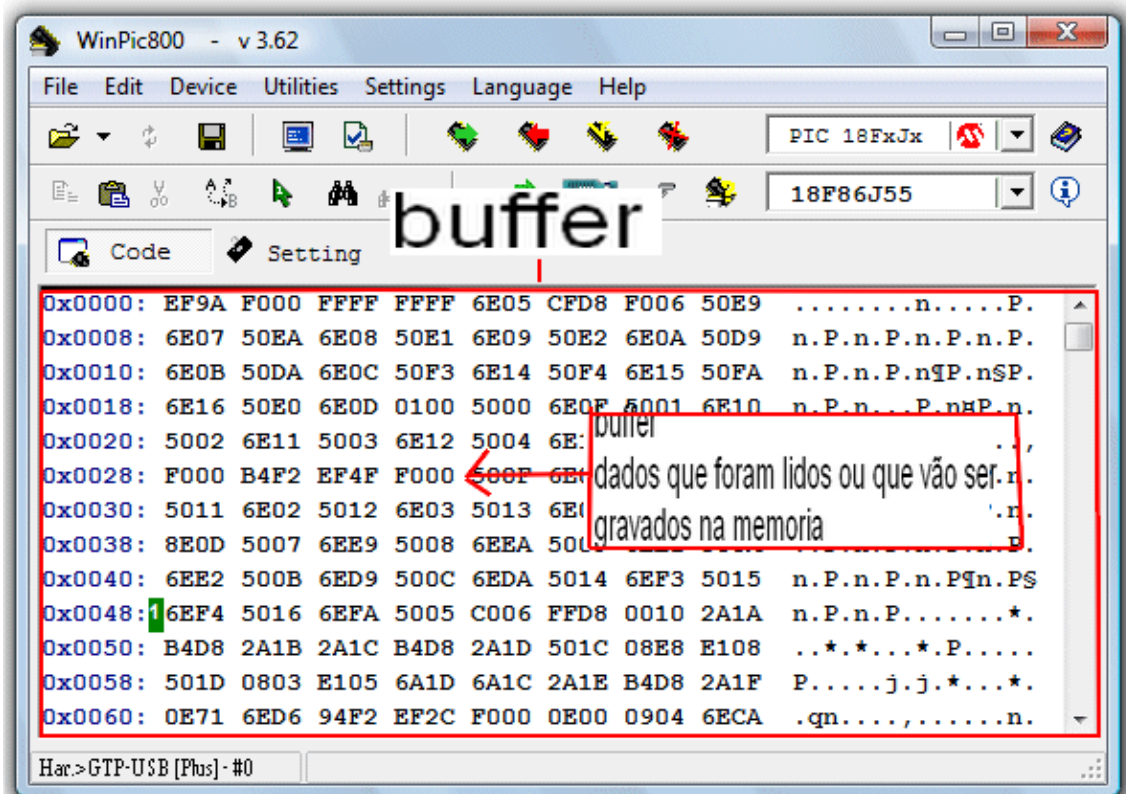 WinPic800 - v 3.62
File Edit Device Utilities Settings Language Help
PIC 18FxJx
18F86J55
buffer
Code Setting
0x0000: EF9A F000 FFFF FFFF 6E05 CFD8 F006 50E9 ........n.....P.
0x0008: 6E07 50EA 6E08 50E1 6E09 50E2 6E0A 50D9 n.P.n.P.n.P.n.P.
0x0010: 6E0B 50DA 6E0C 50F3 6E14 50F4 6E15 50FA n.P.n.P.n¶P.n§P.
0x0018: 6E16 50E0 6E0D 0100 5000 6E0F 5001 6E10 n.P.n...P.n¤P.n.
0x0020: 5002 6E11 5003 6E12 5004 ..,
0x0028: F000 B4F2 EF4F F000 500F .n.
0x0030: 5011 6E02 5012 6E03 5013 .n.
0x0038: 8E0D 5007 6EE9 5008 6EEA
buffer
dados que foram lidos ou que vão ser
gravados na memoria
0x0040: 6EE2 500B 6ED9 500C 6EDA 5014 6EF3 5015 n.P.n.P.n.P¶n.P§
0x0048: 1 6EF4 5016 6EFA 5005 C006 FFD8 0010 2A1A n.P.n.P.......*.
0x0050: B4D8 2A1B 2A1C B4D8 2A1D 501C 08E8 E108 ..*.*...*.P.....
0x0058: 501D 0803 E105 6A1D 6A1C 2A1E B4D8 2A1F P.....j.j.*...*.
0x0060: 0E71 6ED6 94F2 EF2C F000 0E00 0904 6ECA .qn....,......n.
Har.>GTP-USB [Plus] - #0